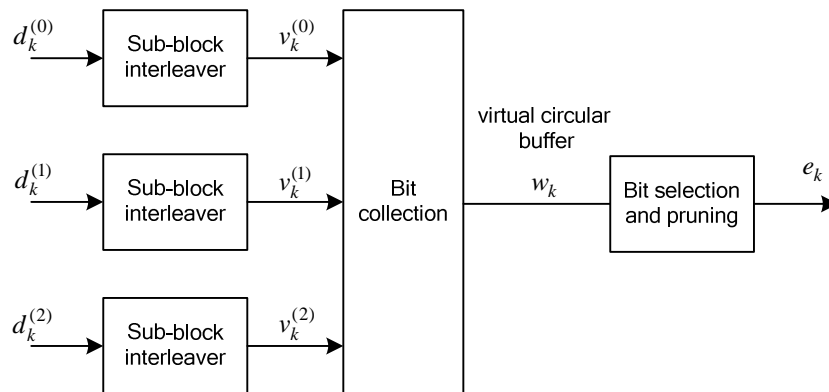 d_k^{(0)}
Sub-block
interleaver
v_k^{(0)}
d_k^{(1)}
Sub-block
interleaver
v_k^{(1)}
d_k^{(2)}
Sub-block
interleaver
v_k^{(2)}
Bit
collection
virtual circular
buffer
w_k
Bit selection
and pruning
e_k